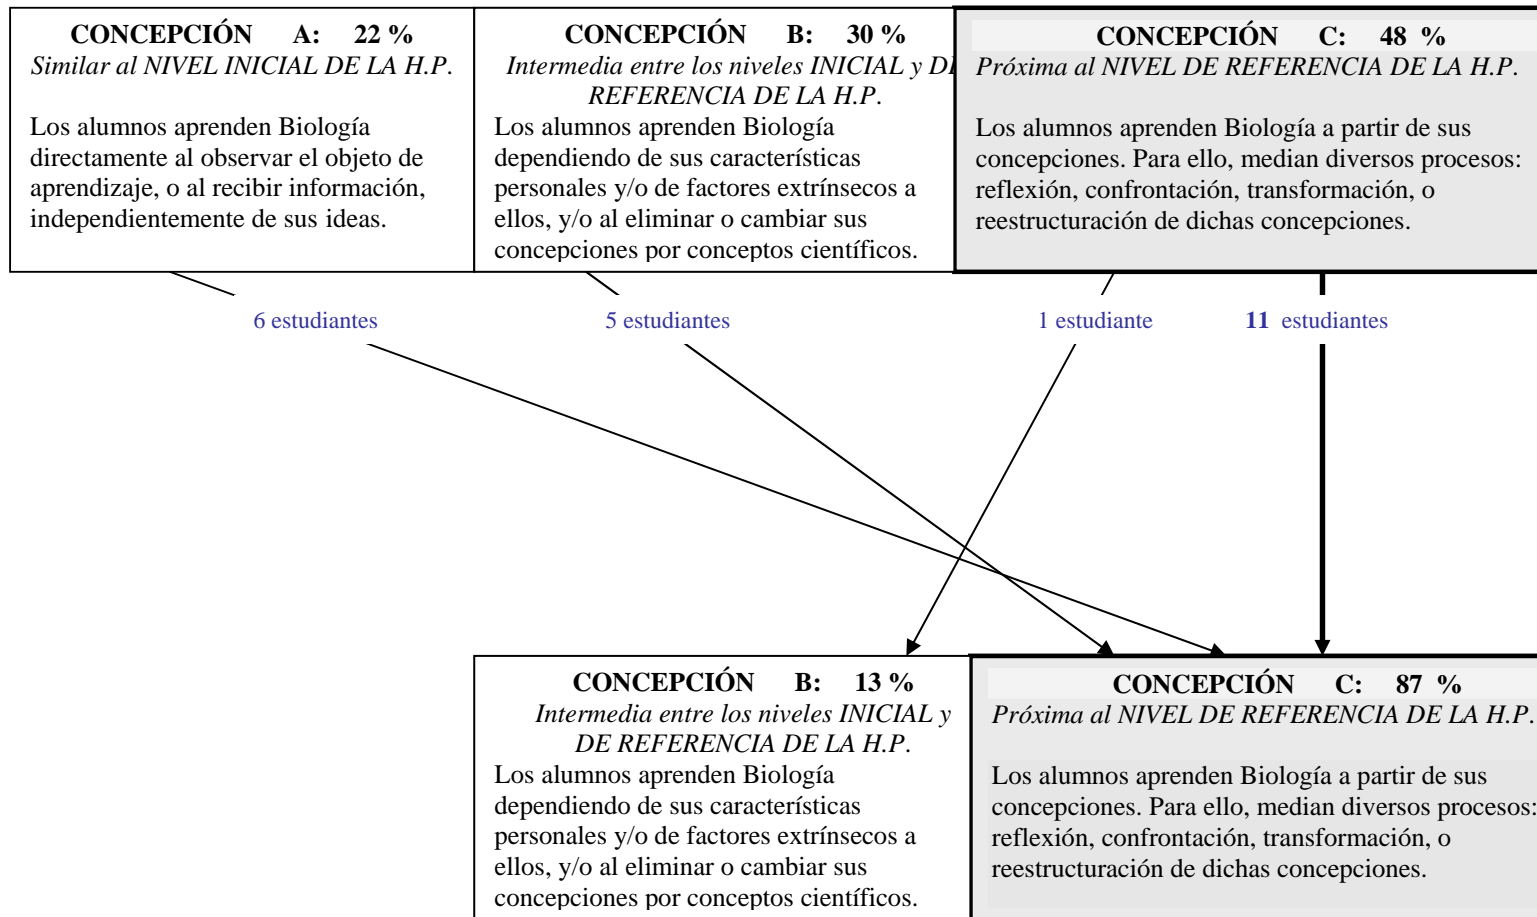 CONCEPCIÓN A: 22 %
Similar al NIVEL INICIAL DE LA H.P.
Los alumnos aprenden Biología
directamente al observar el objeto de
aprendizaje, o al recibir información,
independientemente de sus ideas.
CONCEPCIÓN B: 30 %
Intermedia entre los niveles INICIAL y
REFERENCIA DE LA H.P.
Los alumnos aprenden Biología
dependiendo de sus características
personales y/o de factores extrínsecos a
ellos, y/o al eliminar o cambiar sus
concepciones por conceptos científicos.
CONCEPCIÓN C: 48 %
Próxima al NIVEL DE REFERENCIA DE LA H.P.
Los alumnos aprenden Biología a partir de sus
concepciones. Para ello, median diversos procesos:
reflexión, confrontación, transformación, o
reestructuración de dichas concepciones.
6 estudiantes
5 estudiantes
1 estudiante
11 estudiantes
CONCEPCIÓN B: 13 %
Intermedia entre los niveles INICIAL y
DE REFERENCIA DE LA H.P.
Los alumnos aprenden Biología
dependiendo de sus características
personales y/o de factores extrínsecos a
ellos, y/o al eliminar o cambiar sus
concepciones por conceptos científicos.
CONCEPCIÓN C: 87 %
Próxima al NIVEL DE REFERENCIA DE LA H.P.
Los alumnos aprenden Biología a partir de sus
concepciones. Para ello, median diversos procesos:
reflexión, confrontación, transformación, o
reestructuración de dichas concepciones.